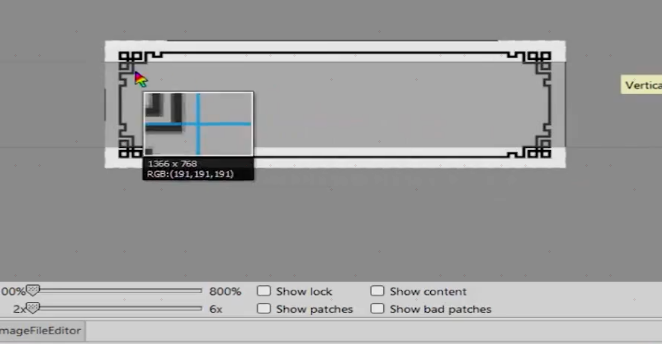 Vertica
1366 x 768
RGB:(191,191,191)
00% 800% Show lock Show content
2x 6x Show patches Show bad patches
mageFileEditor